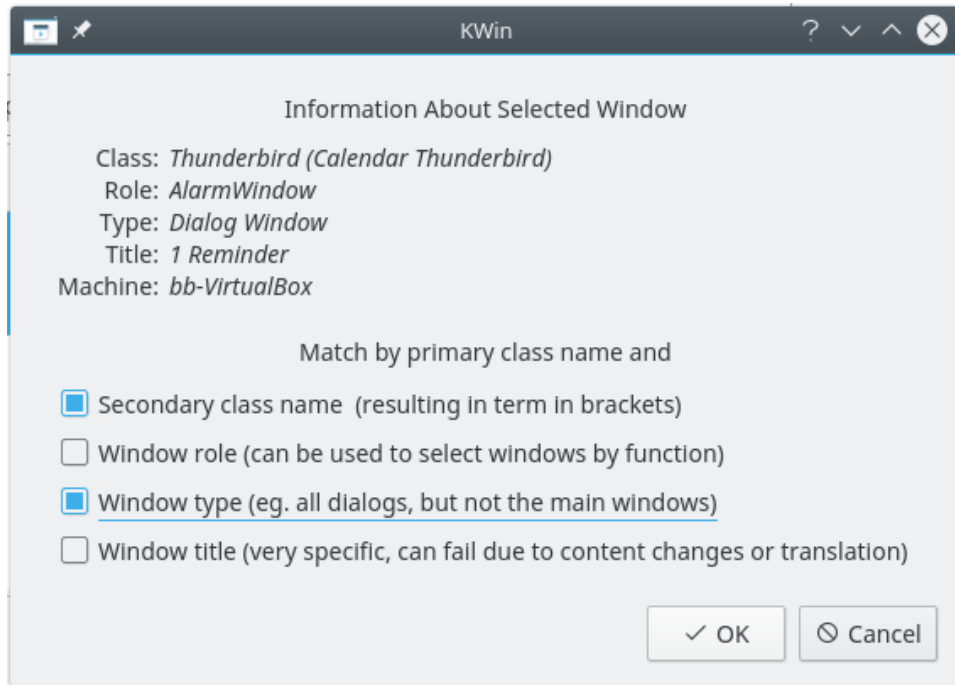 KWin
Information About Selected Window
Class: Thunderbird (Calendar Thunderbird)
Role: AlarmWindow
Type: Dialog Window
Title: 1 Reminder
Machine: bb-VirtualBox
Match by primary class name and
Secondary class name (resulting in term in brackets)
Window role (can be used to select windows by function)
Window type (eg. all dialogs, but not the main windows)
Window title (very specific, can fail due to content changes or translation)
OK Cancel